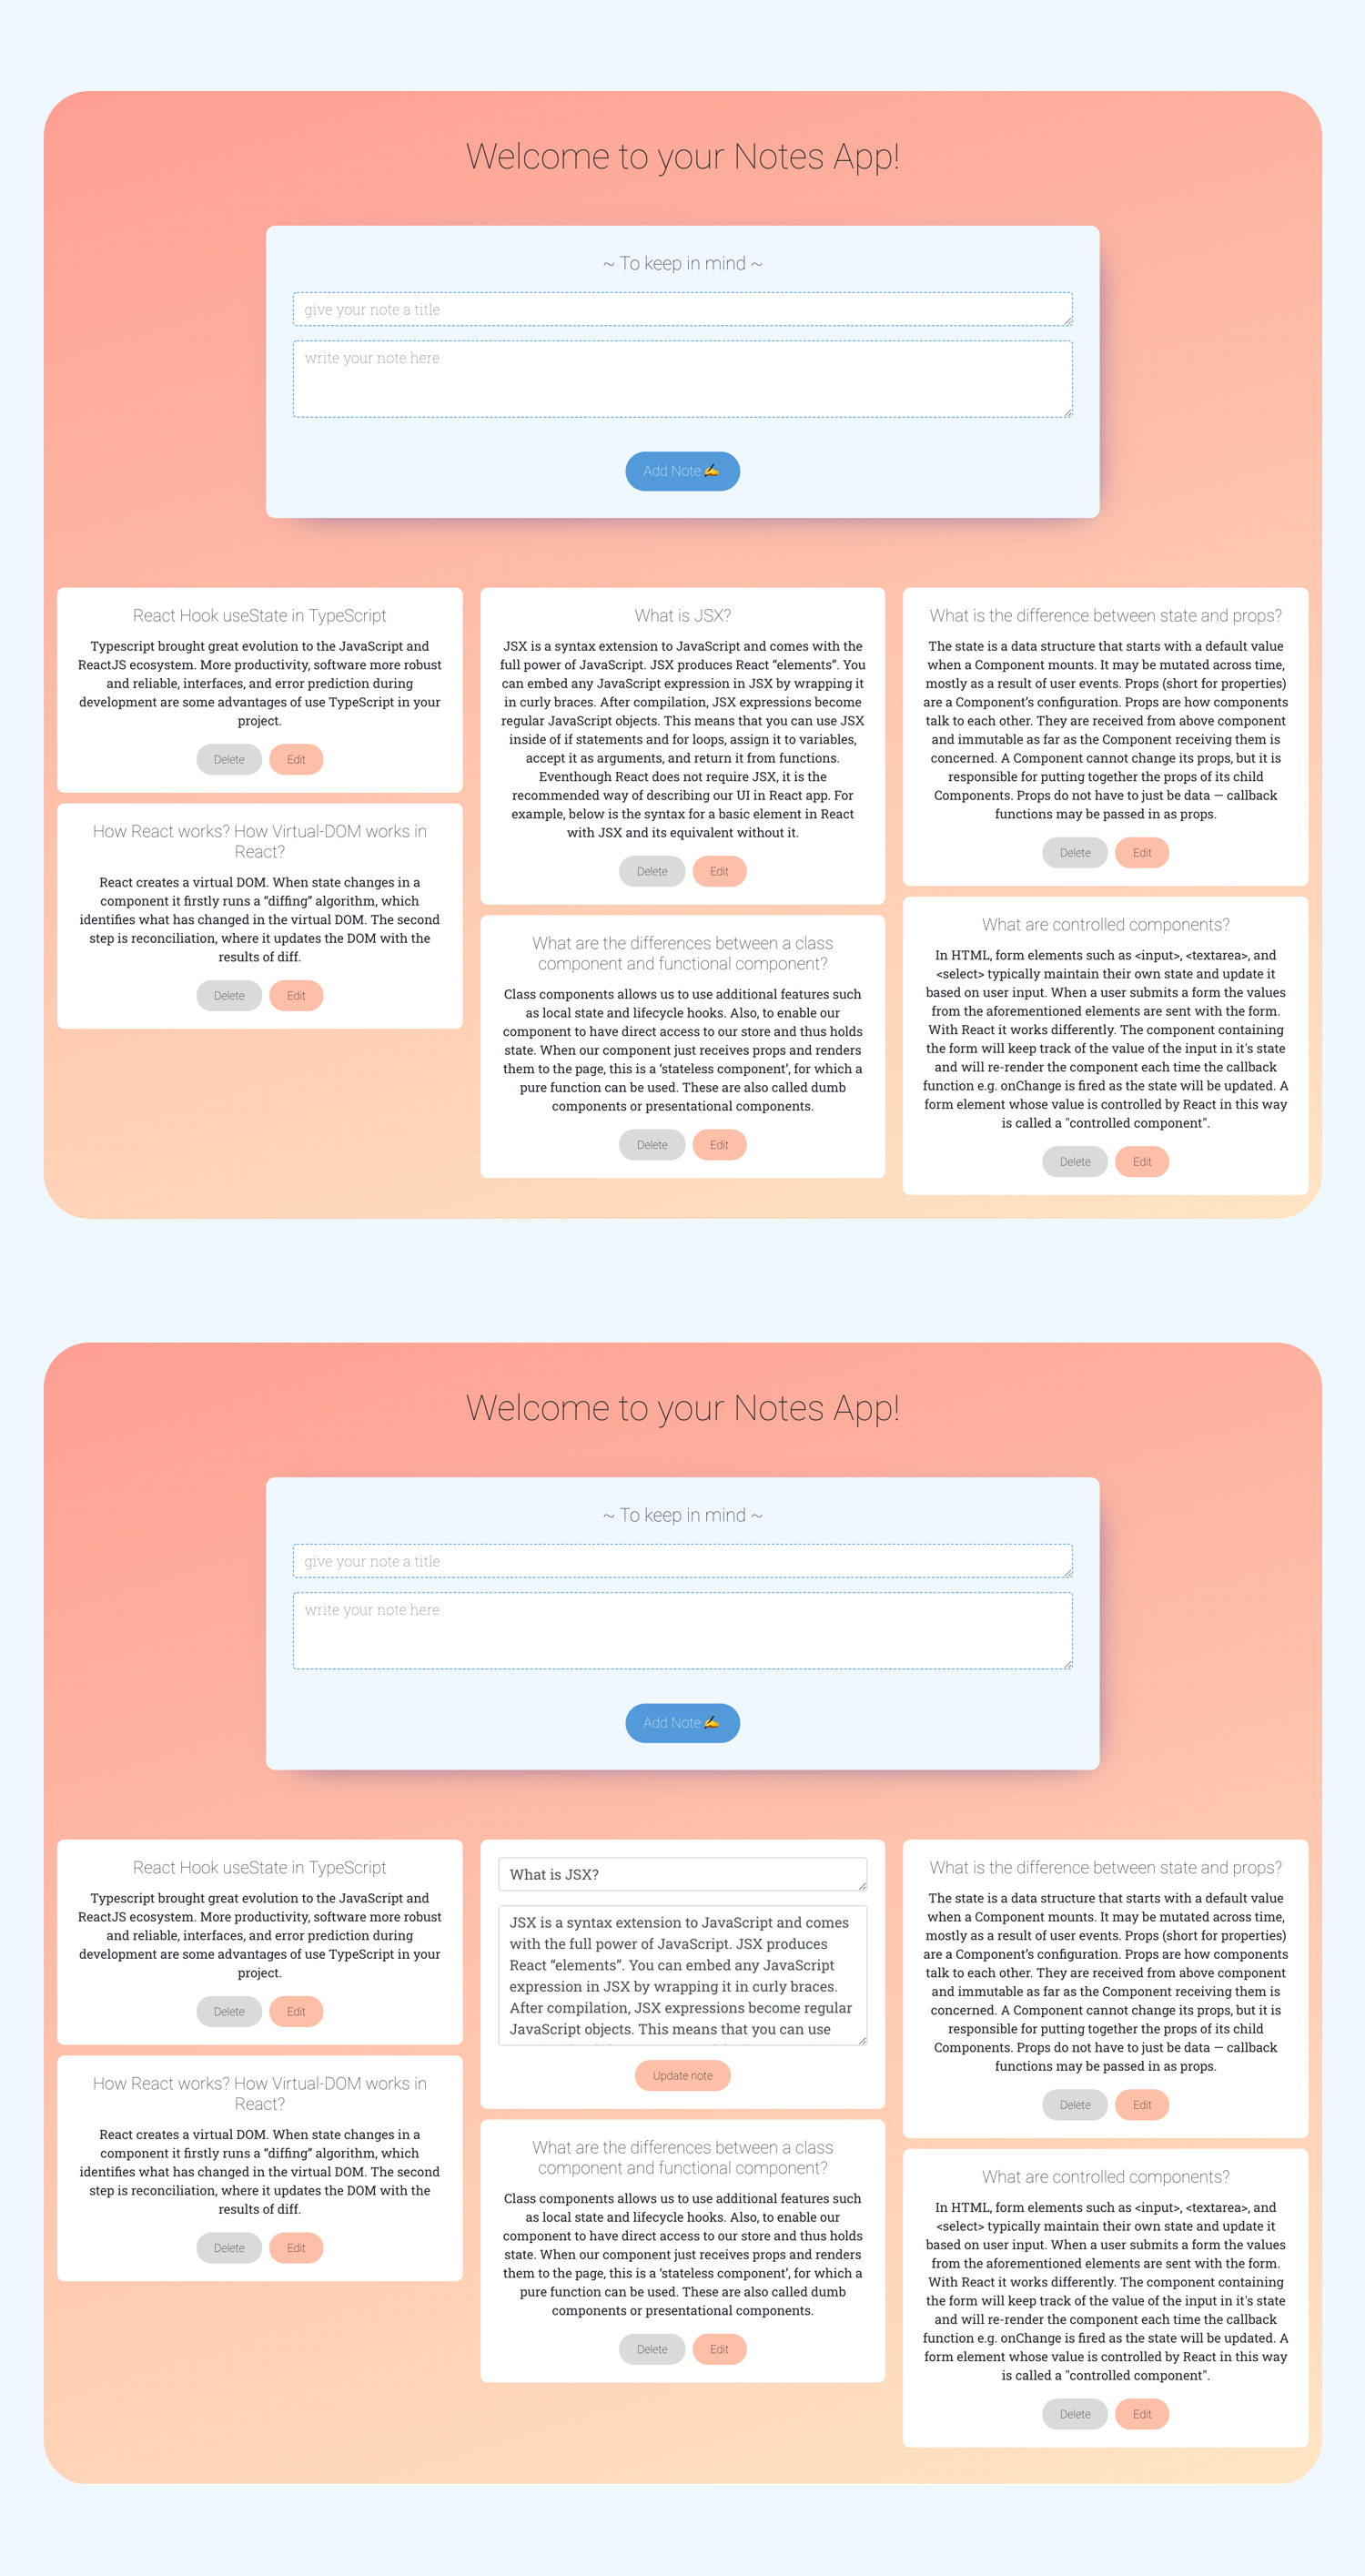 Welcome to your Notes App!
~ To keep in mind ~
give your note a title
write your note here
Add Note ✍
React Hook useState in TypeScript
Typescript brought great evolution to the JavaScript and
ReactJS ecosystem. More productivity, software more robust
and reliable, interfaces, and error prediction during
development are some advantages of use TypeScript in your
project.
Delete Edit
How React works? How Virtual-DOM works in
React?
React creates a virtual DOM. When state changes in a
component it firstly runs a “diffing” algorithm, which
identifies what has changed in the virtual DOM. The second
step is reconciliation, where it updates the DOM with the
results of diff.
Delete Edit
What is JSX?
JSX is a syntax extension to JavaScript and comes with the
full power of JavaScript. JSX produces React “elements”. You
can embed any JavaScript expression in JSX by wrapping it
in curly braces. After compilation, JSX expressions become
regular JavaScript objects. This means that you can use JSX
inside of if statements and for loops, assign it to variables,
accept it as arguments, and return it from functions.
Eventhough React does not require JSX, it is the
recommended way of describing our UI in React app. For
example, below is the syntax for a basic element in React
with JSX and its equivalent without it.
Delete Edit
What are the differences between a class
component and functional component?
Class components allows us to use additional features such
as local state and lifecycle hooks. Also, to enable our
component to have direct access to our store and thus holds
state. When our component just receives props and renders
them to the page, this is a ‘stateless component’, for which a
pure function can be used. These are also called dumb
components or presentational components.
Delete Edit
What is the difference between state and props?
The state is a data structure that starts with a default value
when a Component mounts. It may be mutated across time,
mostly as a result of user events. Props (short for properties)
are a Component’s configuration. Props are how components
talk to each other. They are received from above component
and immutable as far as the Component receiving them is
concerned. A Component cannot change its props, but it is
responsible for putting together the props of its child
Components. Props do not have to just be data — callback
functions may be passed in as props.
Delete Edit
What are controlled components?
In HTML, form elements such as <input>, <textarea>, and
<select> typically maintain their own state and update it
based on user input. When a user submits a form the values
from the aforementioned elements are sent with the form.
With React it works differently. The component containing
the form will keep track of the value of the input in it's state
and will re-render the component each time the callback
function e.g. onChange is fired as the state will be updated. A
form element whose value is controlled by React in this way
is called a "controlled component".
Delete Edit
Welcome to your Notes App!
~ To keep in mind ~
give your note a title
write your note here
Add Note ✍
React Hook useState in TypeScript
Typescript brought great evolution to the JavaScript and
ReactJS ecosystem. More productivity, software more robust
and reliable, interfaces, and error prediction during
development are some advantages of use TypeScript in your
project.
Delete Edit
How React works? How Virtual-DOM works in
React?
React creates a virtual DOM. When state changes in a
component it firstly runs a “diffing” algorithm, which
identifies what has changed in the virtual DOM. The second
step is reconciliation, where it updates the DOM with the
results of diff.
Delete Edit
What is JSX?
JSX is a syntax extension to JavaScript and comes
with the full power of JavaScript. JSX produces
React “elements”. You can embed any JavaScript
expression in JSX by wrapping it in curly braces.
After compilation, JSX expressions become regular
JavaScript objects. This means that you can use
Update note
What are the differences between a class
component and functional component?
Class components allows us to use additional features such
as local state and lifecycle hooks. Also, to enable our
component to have direct access to our store and thus holds
state. When our component just receives props and renders
them to the page, this is a ‘stateless component’, for which a
pure function can be used. These are also called dumb
components or presentational components.
Delete Edit
What is the difference between state and props?
The state is a data structure that starts with a default value
when a Component mounts. It may be mutated across time,
mostly as a result of user events. Props (short for properties)
are a Component’s configuration. Props are how components
talk to each other. They are received from above component
and immutable as far as the Component receiving them is
concerned. A Component cannot change its props, but it is
responsible for putting together the props of its child
Components. Props do not have to just be data — callback
functions may be passed in as props.
Delete Edit
What are controlled components?
In HTML, form elements such as <input>, <textarea>, and
<select> typically maintain their own state and update it
based on user input. When a user submits a form the values
from the aforementioned elements are sent with the form.
With React it works differently. The component containing
the form will keep track of the value of the input in it's state
and will re-render the component each time the callback
function e.g. onChange is fired as the state will be updated. A
form element whose value is controlled by React in this way
is called a "controlled component".
Delete Edit